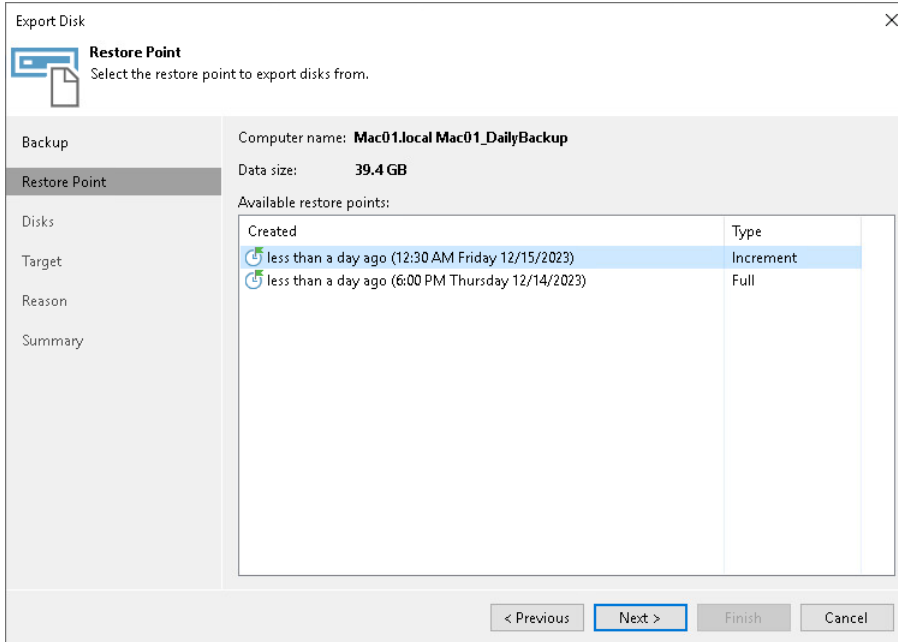 Export Disk
Restore Point
Select the restore point to export disks from.
Backup
Restore Point
Disks
Target
Reason
Summary
Computer name: Mac01.local Mac01_DailyBackup
Data size: 39.4 GB
Available restore points:
Created Type
less than a day ago (12:30 AM Friday 12/15/2023) Increment
less than a day ago (6:00 PM Thursday 12/14/2023) Full
< Previous Next > Finish Cancel